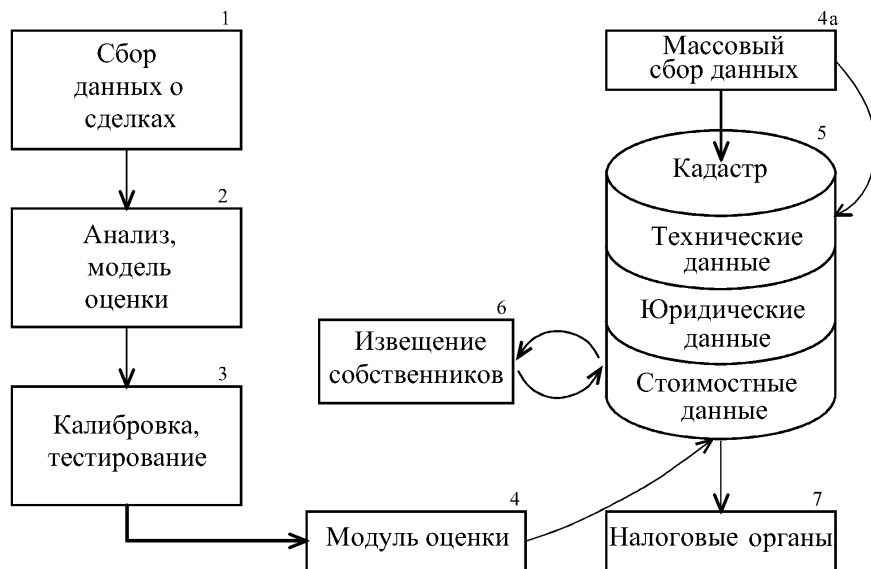 1
Сбор
данных о
сделках
2
Анализ,
модель
оценки
3
Калибровка,
тестирование
4
Модуль оценки
4а
Массовый
сбор данных
5
Кадастр
Технические
данные
Юридические
данные
Стоимостные
данные
6
Извещение
собственников
7
Налоговые органы